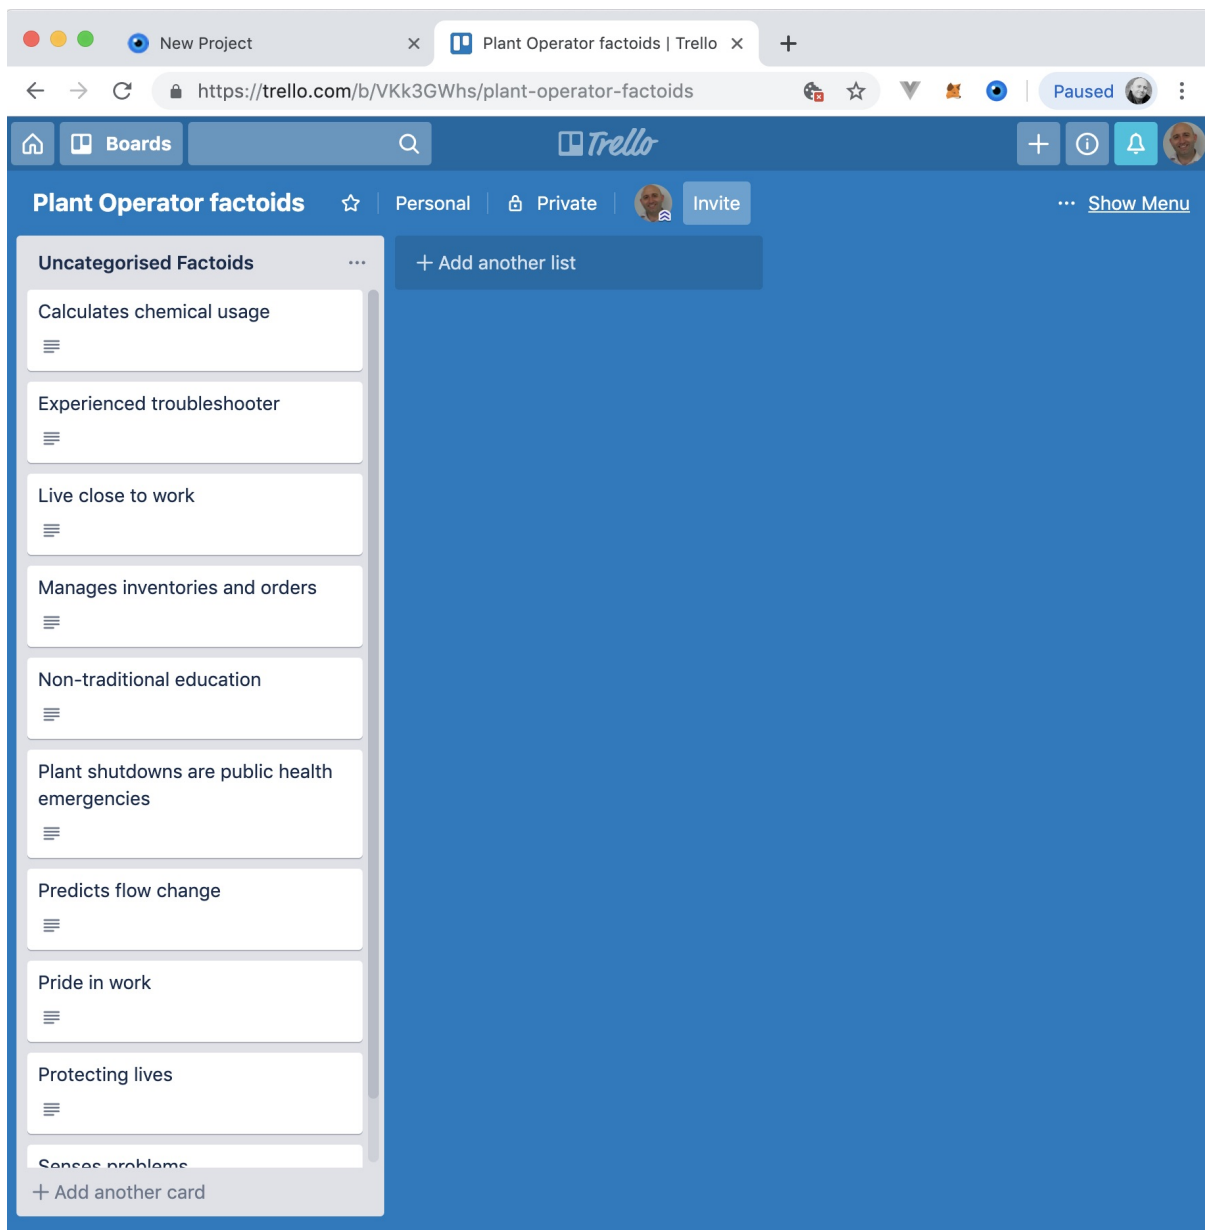 New Project
Plant Operator factoids | Trello
https://trello.com/b/VKk3GWhs/plant-operator-factoids
Paused
Boards
Trello
Plant Operator factoids
Personal
Private
Invite
... Show Menu
Uncategorised Factoids ...
+ Add another list
Calculates chemical usage
Experienced troubleshooter
Live close to work
Manages inventories and orders
Non-traditional education
Plant shutdowns are public health
emergencies
Predicts flow change
Pride in work
Protecting lives
Senses problems
+ Add another card